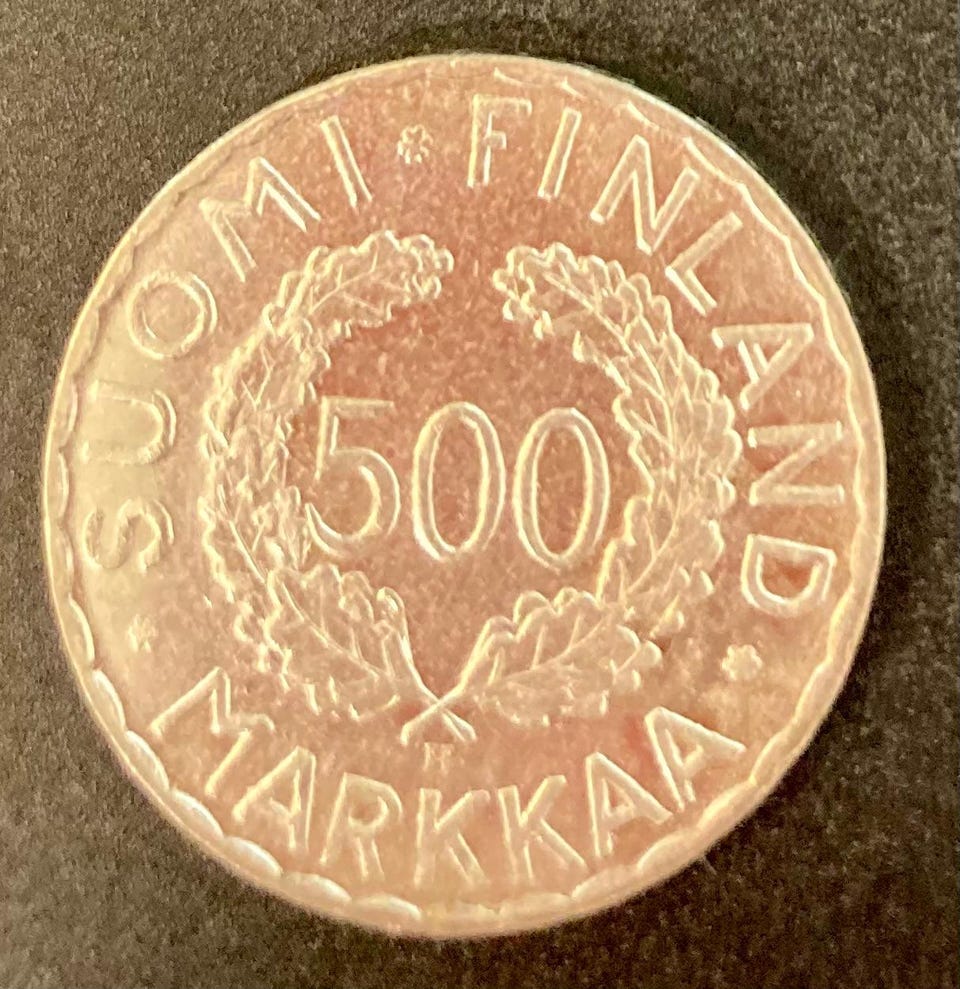 SUOMI * FINLAND
500
H
MARKKAA